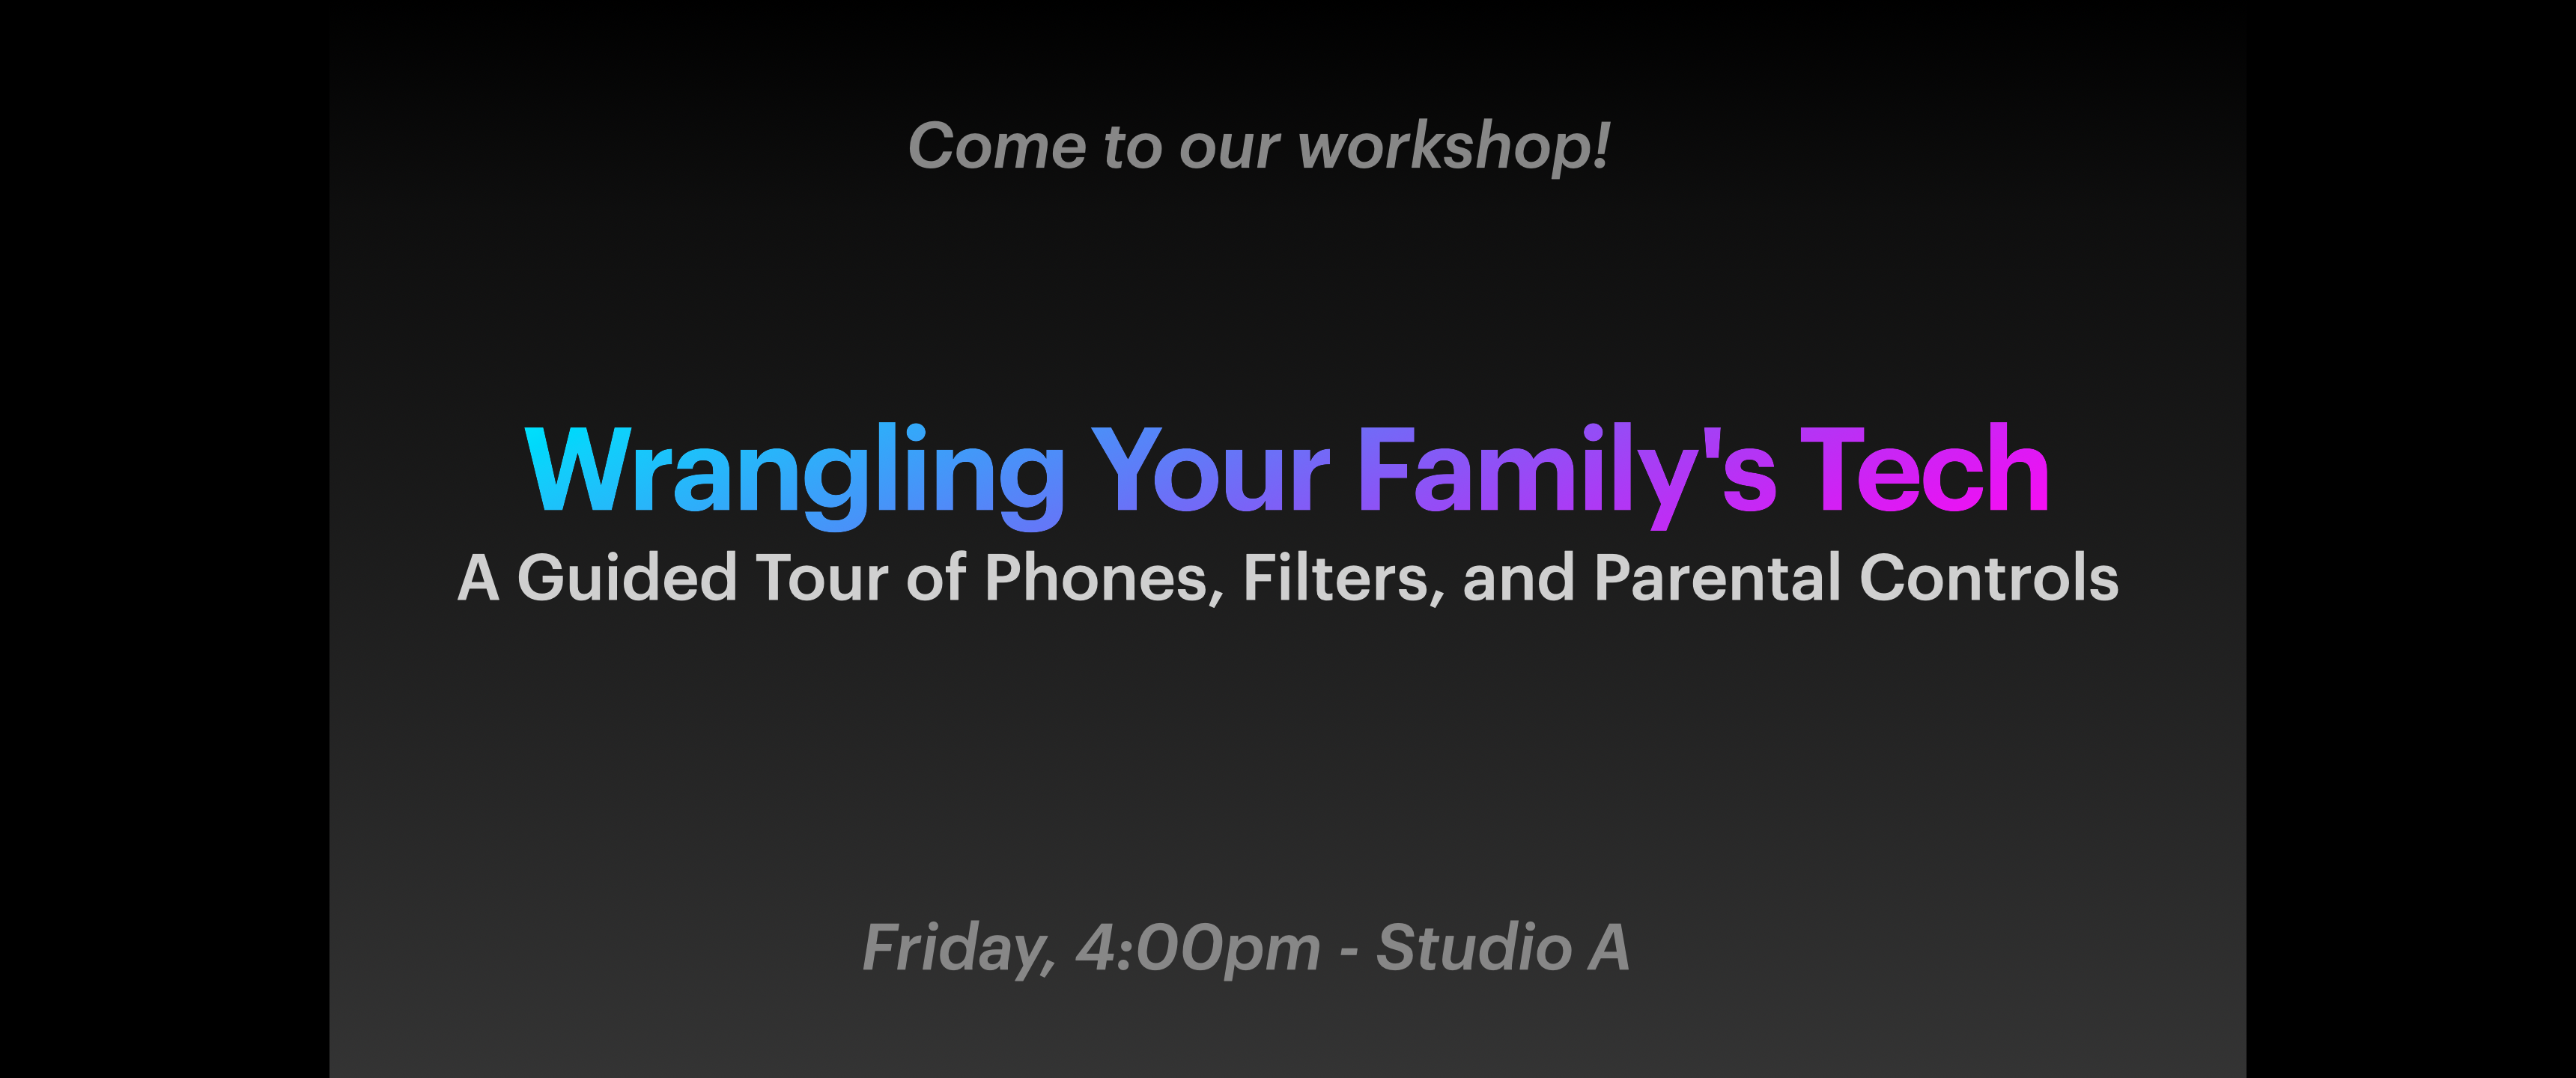 Come to our workshop!
Wrangling Your Family's Tech
A Guided Tour of Phones, Filters, and Parental Controls
Friday, 4:00pm - Studio A